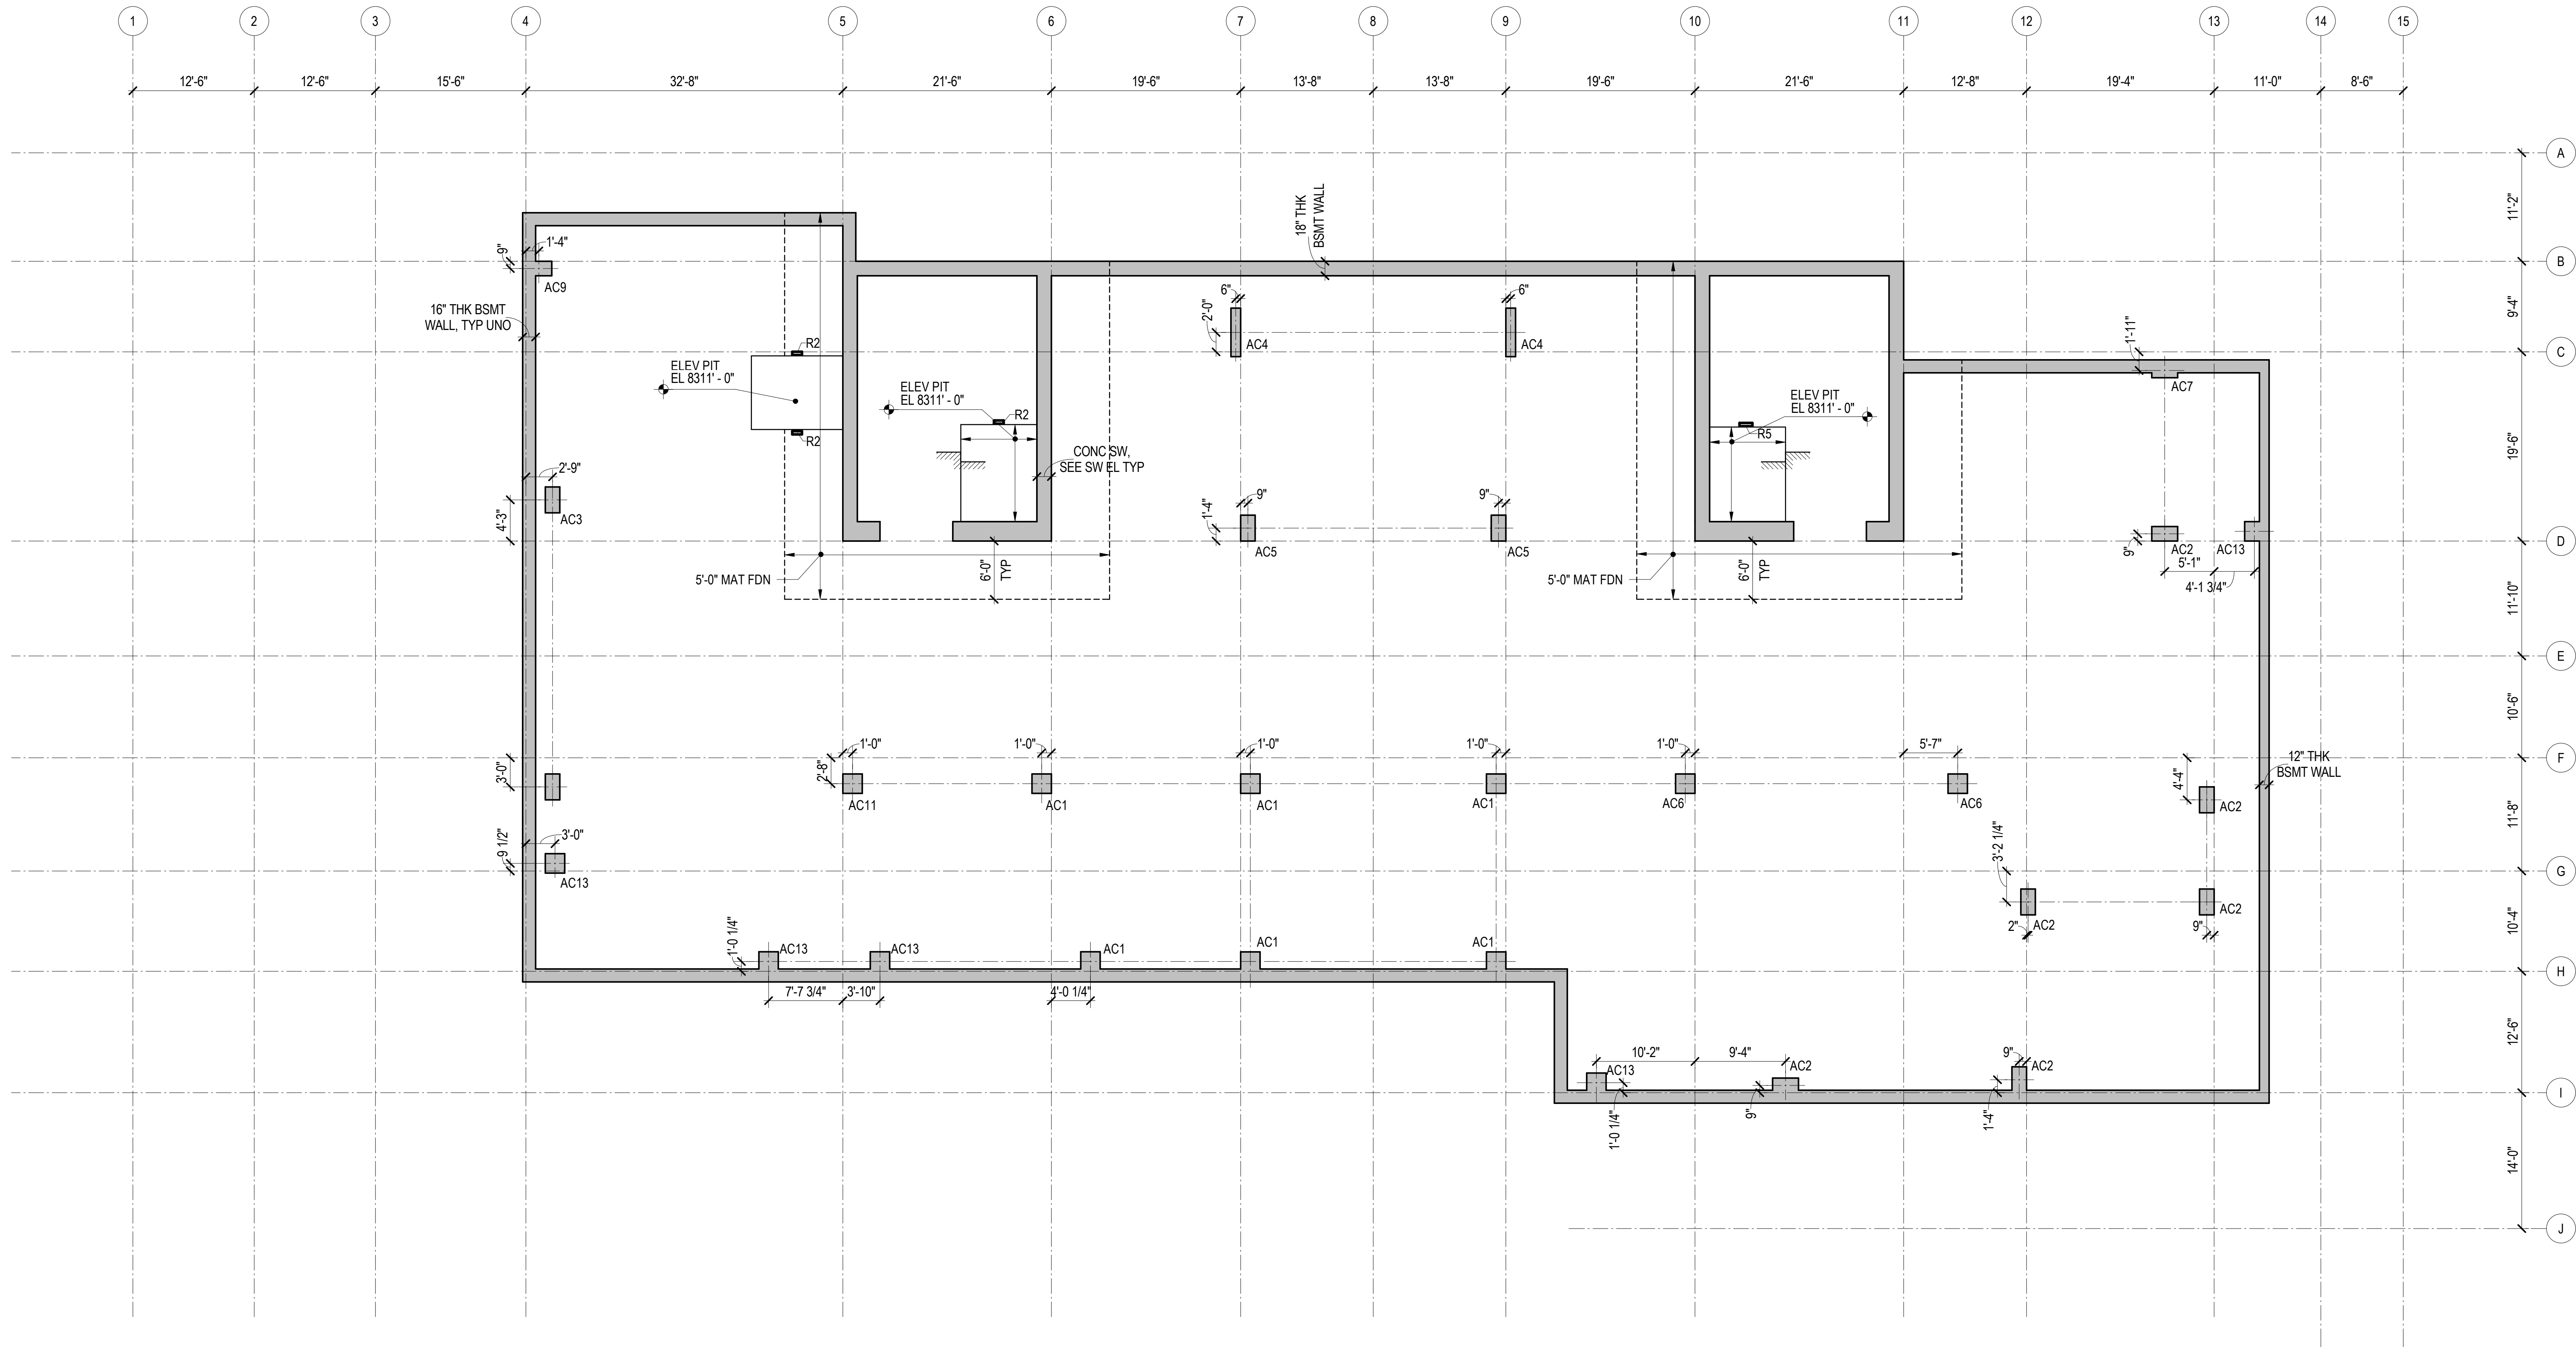 1
2
3
4
5
6
7
8
9
10
11
12
13
14
15
12'-6"
12'-6"
15'-6"
32'-8"
21'-6"
19'-6"
13'-8"
13'-8"
19'-6"
21'-6"
12'-8"
19'-4"
11'-0"
8'-6"
A
11'-2"
B
9'-4"
C
19'-6"
D
11'-10"
E
10'-6"
F
11'-8"
G
10'-4"
H
12'-6"
I
14'-0"
J
9"
1'-4"
AC9
16" THK BSMT
WALL, TYP UNO
18" THK
BSMT WALL
R2
ELEV PIT
EL 8311' - 0"
R2
ELEV PIT
EL 8311' - 0"
R2
CONC SW,
SEE SW EL TYP
6"
2'-0"
AC4
6"
AC4
ELEV PIT
EL 8311' - 0"
R5
1'-11"
AC7
2'-9"
AC3
4'-3"
9"
1'-4"
AC5
9"
AC5
9"
AC2
AC13
5'-1"
4'-1 3/4"
5'-0" MAT FDN
6'-0"
TYP
5'-0" MAT FDN
6'-0"
TYP
3'-0"
1'-0"
2'-8"
AC11
1'-0"
AC1
1'-0"
AC1
1'-0"
AC1
1'-0"
AC6
5'-7"
AC6
4'-4"
AC2
12" THK
BSMT WALL
9 1/2"
3'-0"
AC13
3'-2 1/4"
2"
AC2
AC2
9"
1'-0 1/4"
AC13
AC13
AC1
AC1
AC1
7'-7 3/4"
3'-10"
4'-0 1/4"
10'-2"
9'-4"
AC13
1'-0 1/4"
AC2
9"
9"
AC2
1'-4"